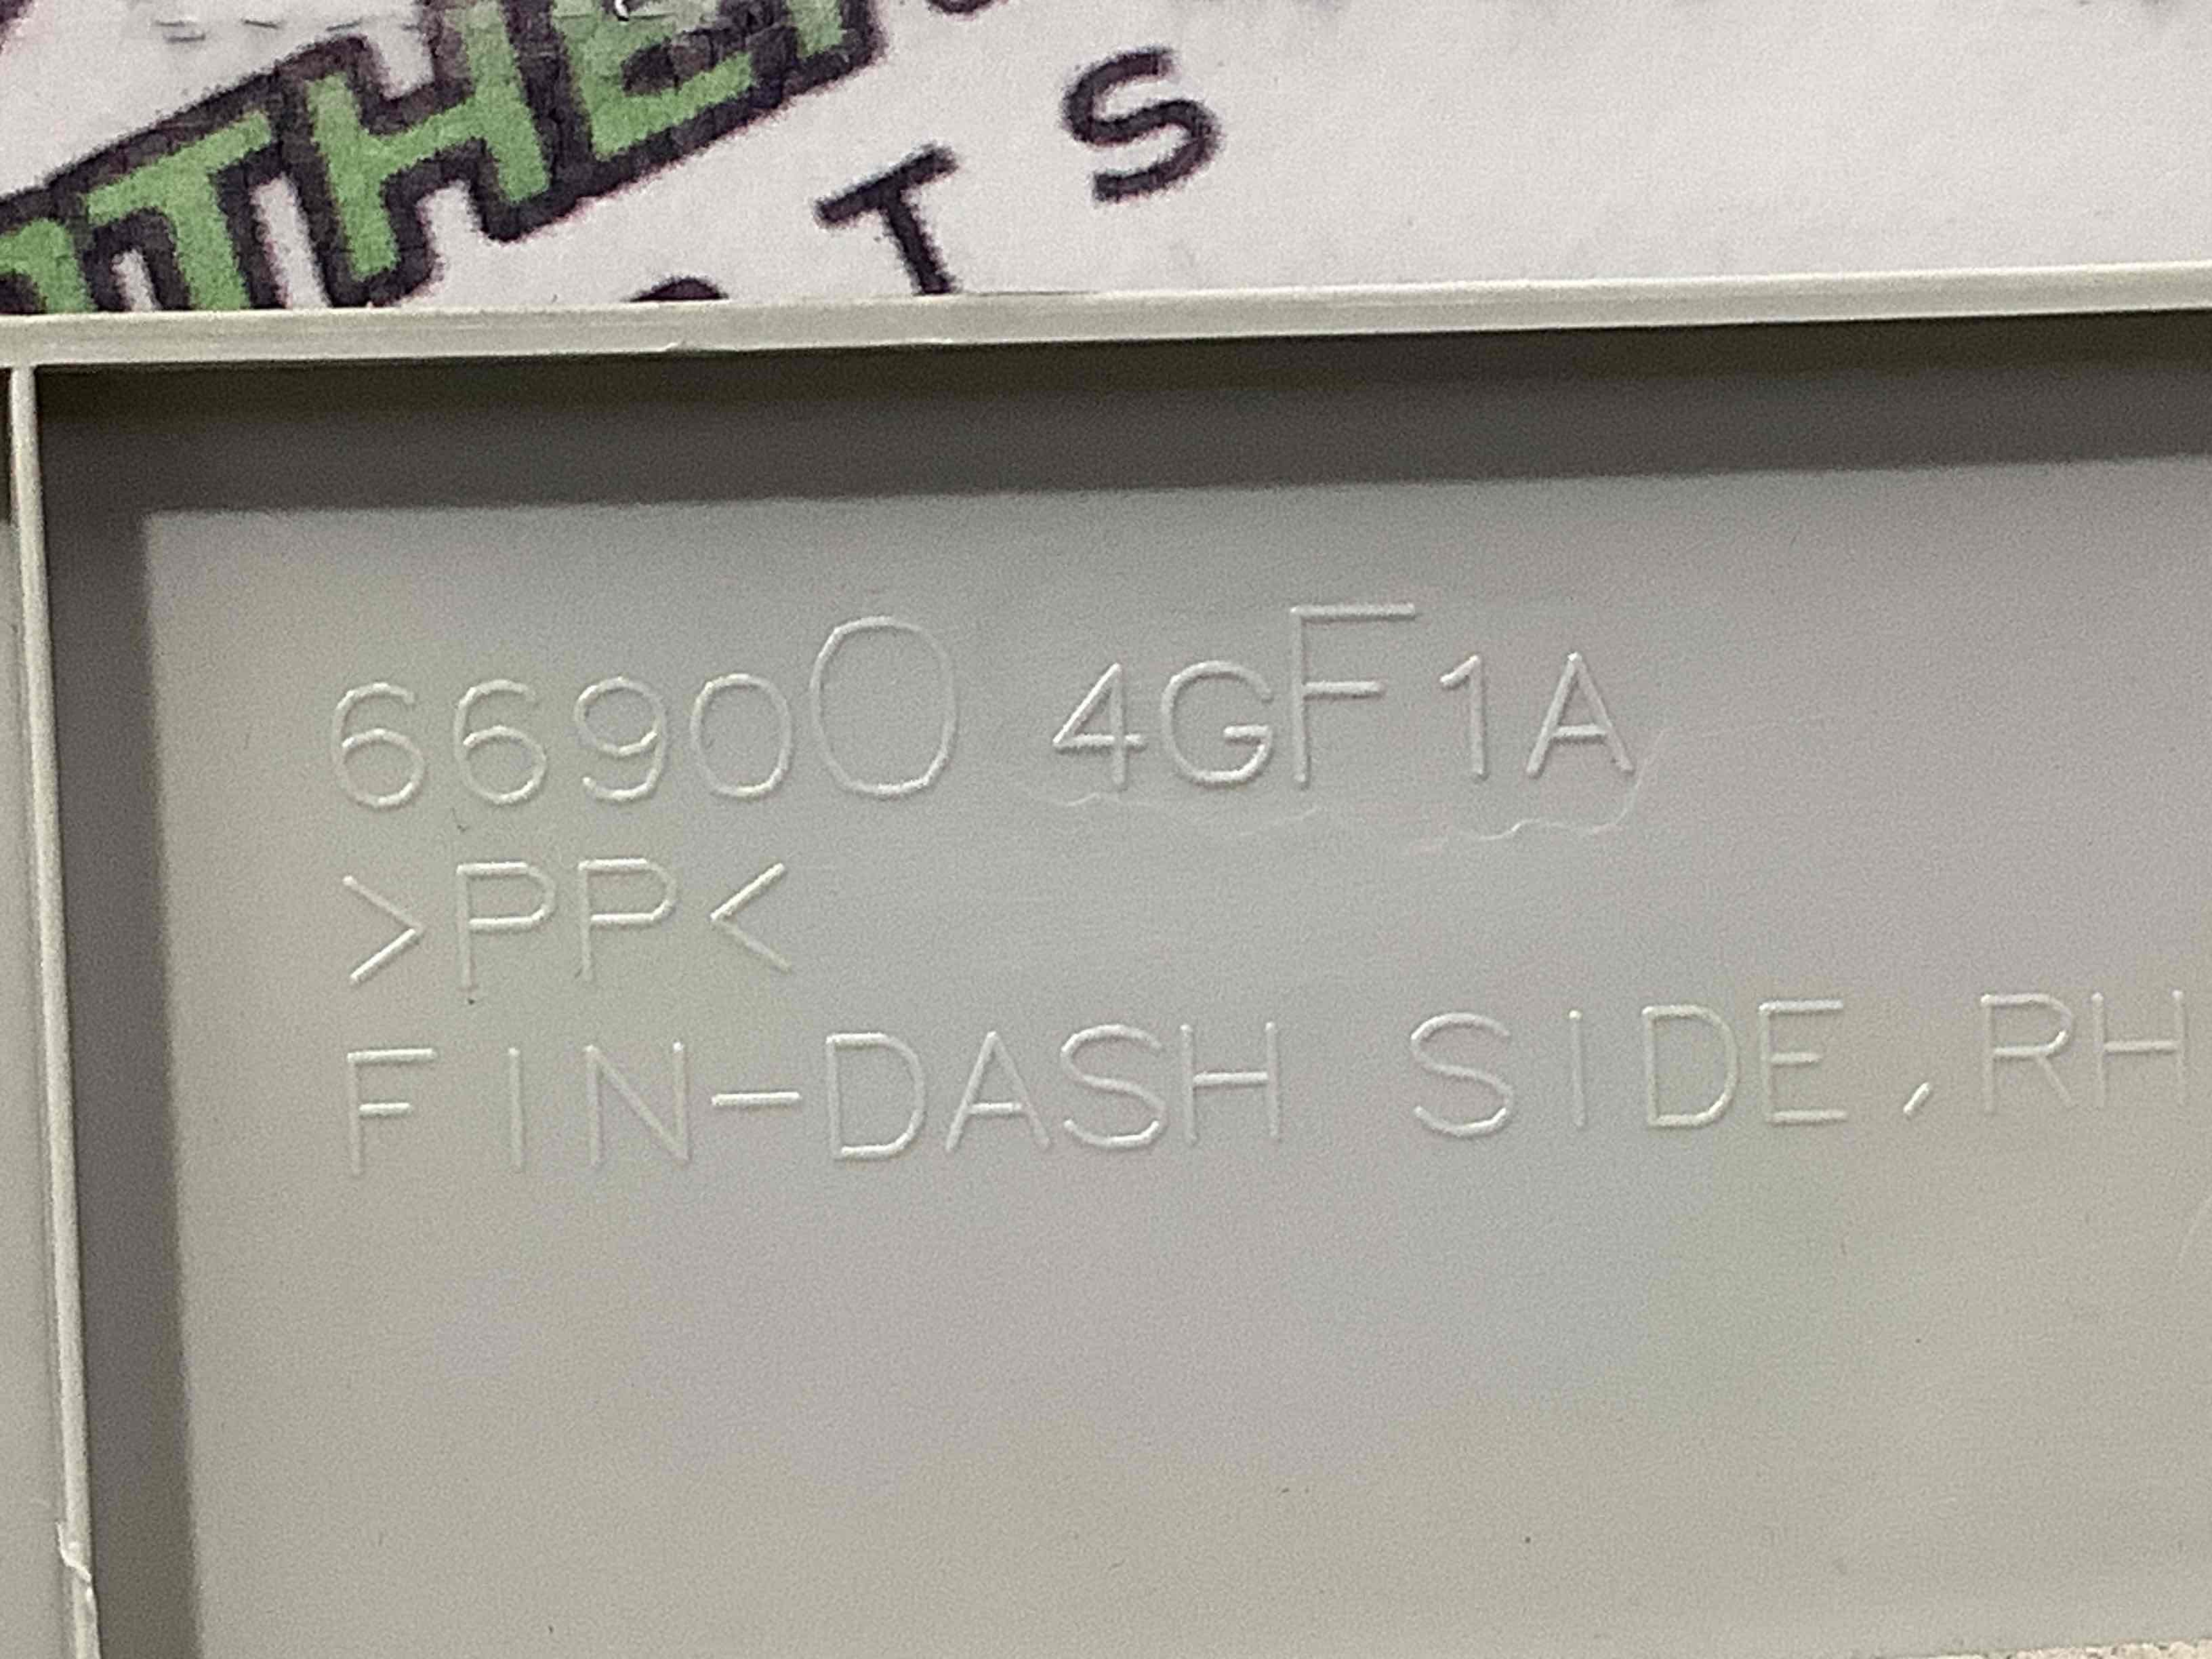 66900 4GF1A
>PP<
FIN-DASH SIDE,RH